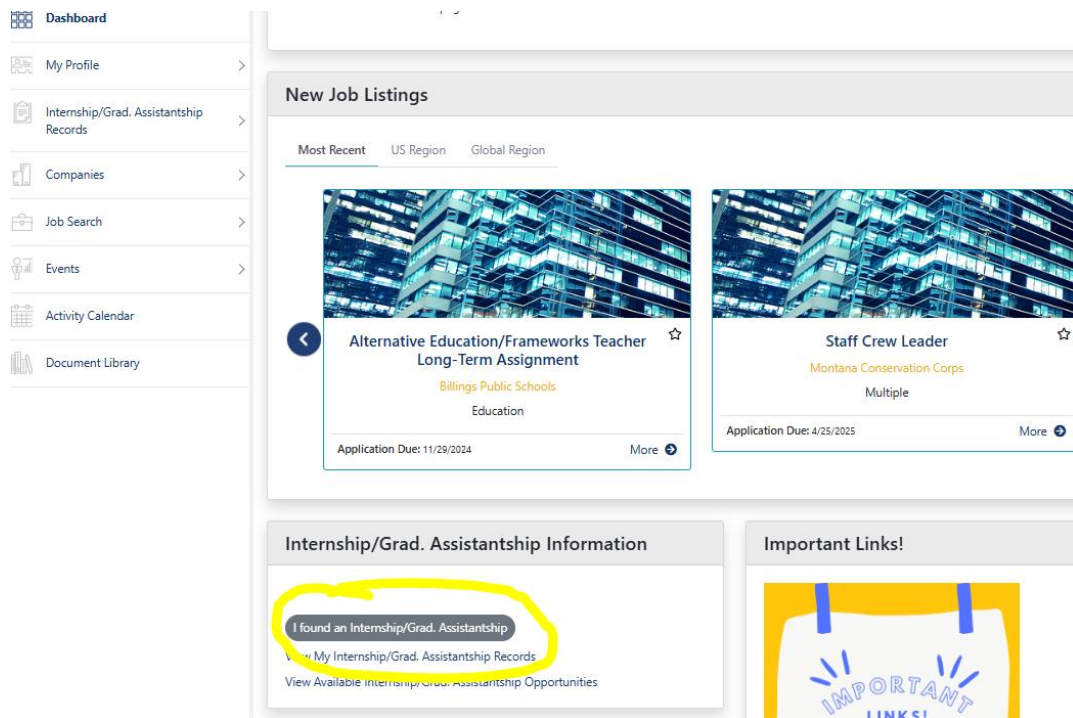 Dashboard
My Profile
Internship/Grad. Assistantship
Records
Companies
Job Search
Events
Activity Calendar
Document Library
New Job Listings
Most Recent US Region Global Region
Alternative Education/Frameworks Teacher
Long-Term Assignment
Billings Public Schools
Education
Application Due: 11/29/2024 More
Staff Crew Leader
Montana Conservation Corps
Multiple
Application Due: 4/25/2025 More
Internship/Grad. Assistantship Information
I found an Internship/Grad. Assistantship
View My Internship/Grad. Assistantship Records
View Available Internship/Grad. Assistantship Opportunities
Important Links!
IMPORTANT
LINKS!